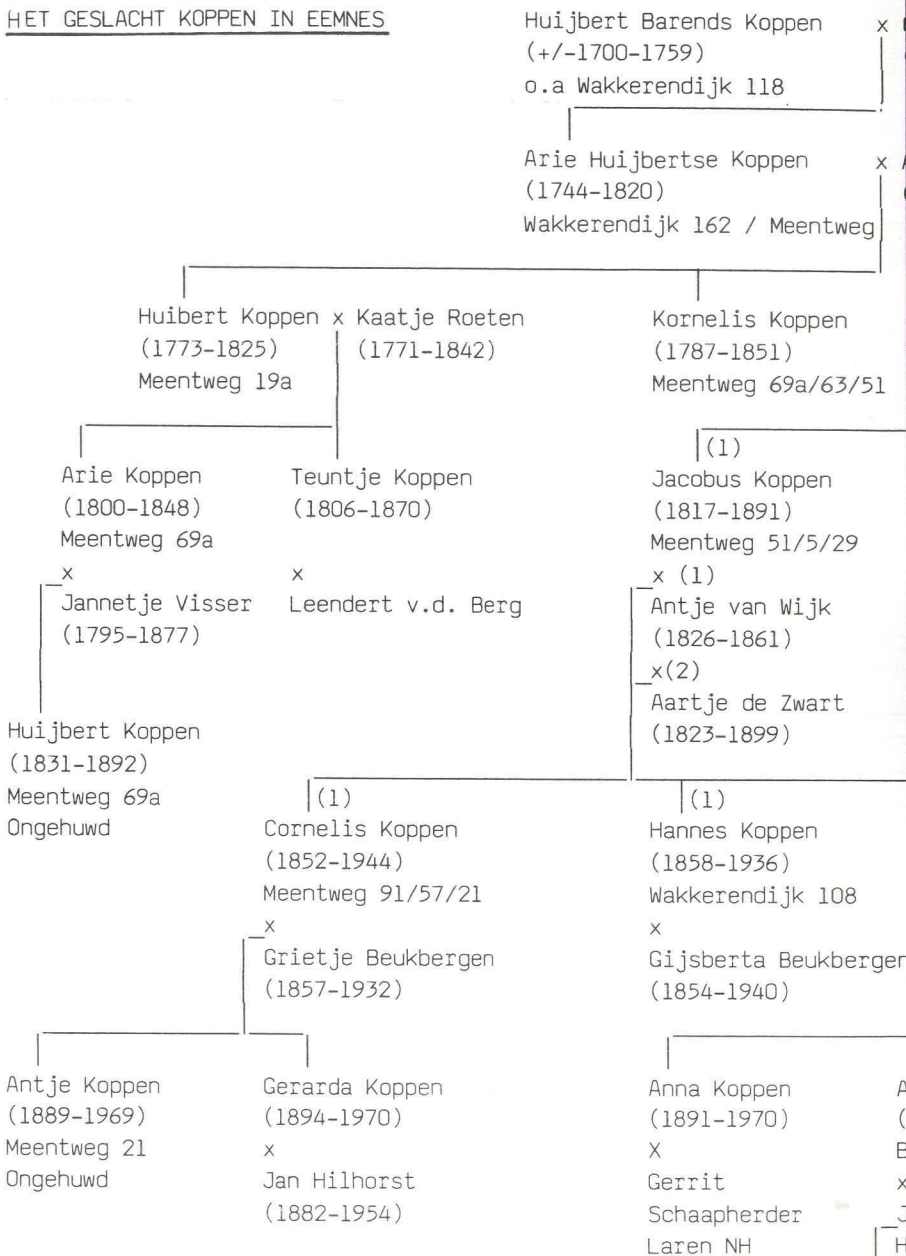 HET GESLACHT KOPPEN IN EEMNES
Huijbert Barends Koppen x
(+/-1700-1759)
o.a Wakkerendijk 118
Arie Huijbertse Koppen x
(1744-1820)
Wakkerendijk 162 / Meentweg
Huibert Koppen x Kaatje Roeten
(1773-1825) (1771-1842)
Meentweg 19a
Kornelis Koppen
(1787-1851)
Meentweg 69a/63/51
Arie Koppen
(1800-1848)
Meentweg 69a
x
Jannetje Visser
(1795-1877)
Teuntje Koppen
(1806-1870)
x
Leendert v.d. Berg
(1)
Jacobus Koppen
(1817-1891)
Meentweg 51/5/29
x (1)
Antje van Wijk
(1826-1861)
x(2)
Aartje de Zwart
(1823-1899)
Huijbert Koppen
(1831-1892)
Meentweg 69a
Ongehuwd
(1)
Cornelis Koppen
(1852-1944)
Meentweg 91/57/21
x
Grietje Beukbergen
(1857-1932)
(1)
Hannes Koppen
(1858-1936)
Wakkerendijk 108
x
Gijsberta Beukbergen
(1854-1940)
Antje Koppen
(1889-1969)
Meentweg 21
Ongehuwd
Gerarda Koppen
(1894-1970)
x
Jan Hilhorst
(1882-1954)
Anna Koppen
(1891-1970)
X
Gerrit
Schaapherder
Laren NH
A
(
B
x
J
H